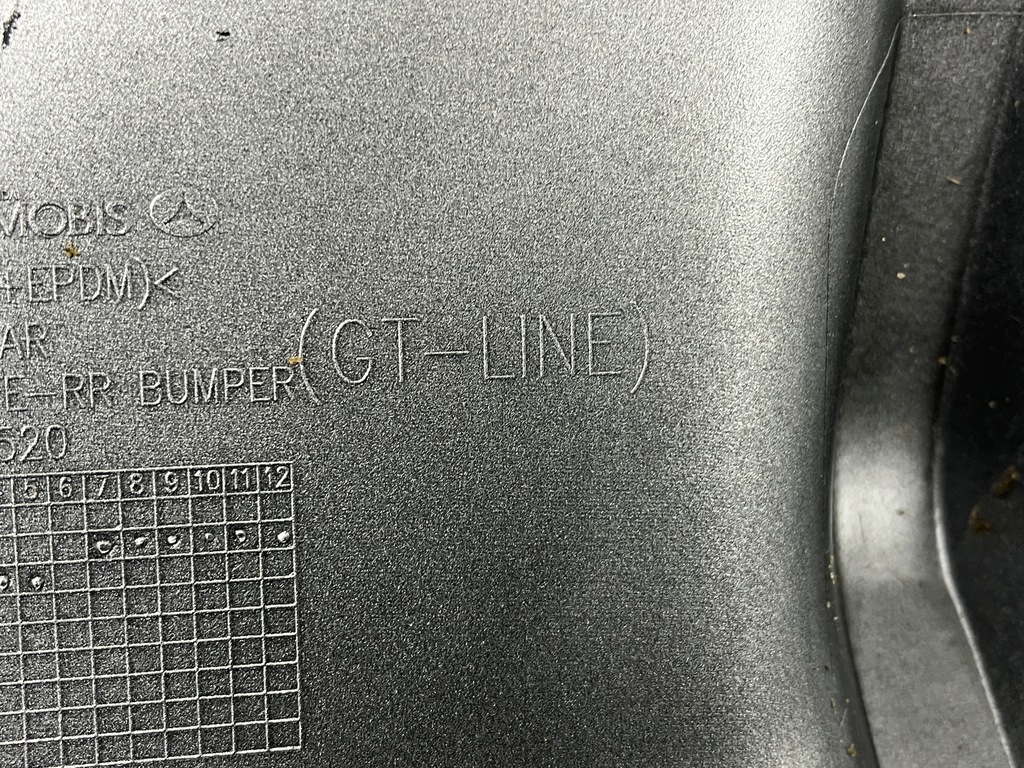 MOBIS
+EPDM)<
AR
E-RR BUMPER (GT-LINE)
520
5 6 7 8 9 10 11 12